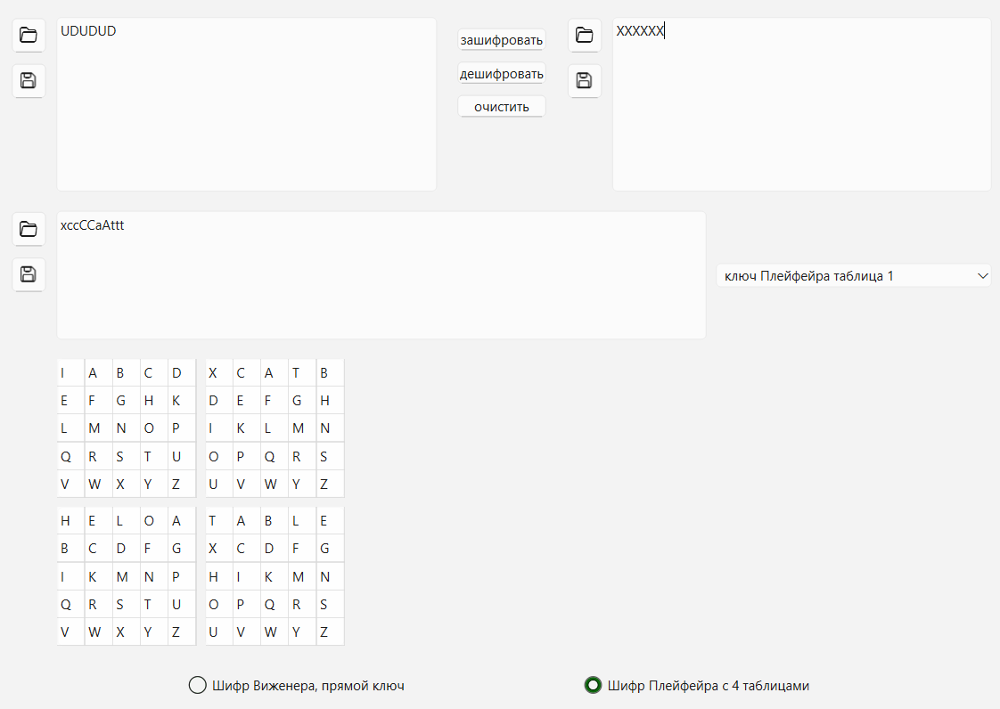 UDUDUD
зашифровать
дешифровать
очистить
XXXXXX
xccCCaAttt
ключ Плейфейра таблица 1
I A B C D X C A T B
E F G H K D E F G H
L M N O P I K L M N
Q R S T U O P Q R S
V W X Y Z U V W Y Z
H E L O A T A B L E
B C D F G X C D F G
I K M N P H I K M N
Q R S T U O P Q R S
V W X Y Z U V W Y Z
Шифр Виженера, прямой ключ
Шифр Плейфейра с 4 таблицами